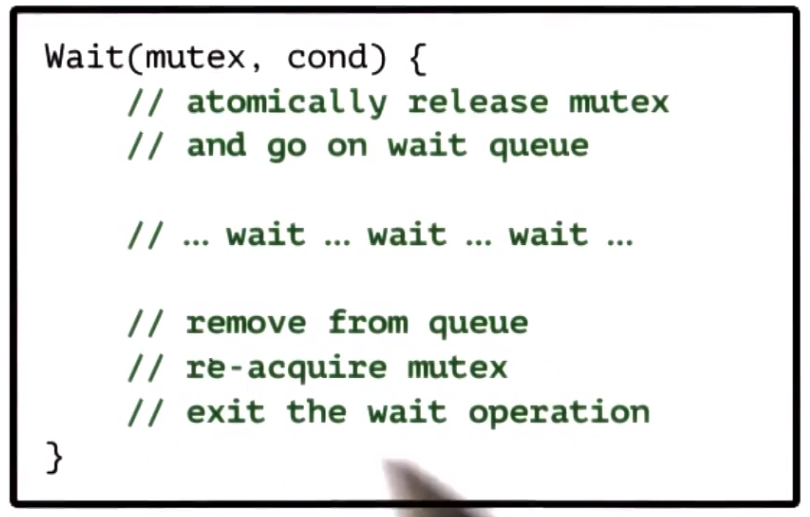 Wait(mutex, cond) {
// atomically release mutex
// and go on wait queue
// … wait … wait … wait …
// remove from queue
// re-acquire mutex
// exit the wait operation
}